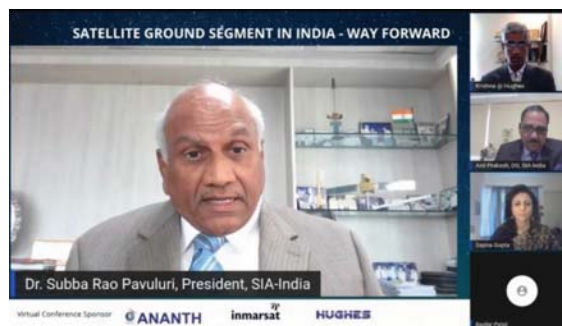 SATELLITE GROUND SEGMENT IN INDIA - WAY FORWARD
Krishna @ Hughes
Anil Prakash, DG, SIA-India
Sapna Gupta
Dr. Subba Rao Pavuluri, President, SIA-India
Virtual Conference Sponsor
ANANTH
inmarsat
HUGHES